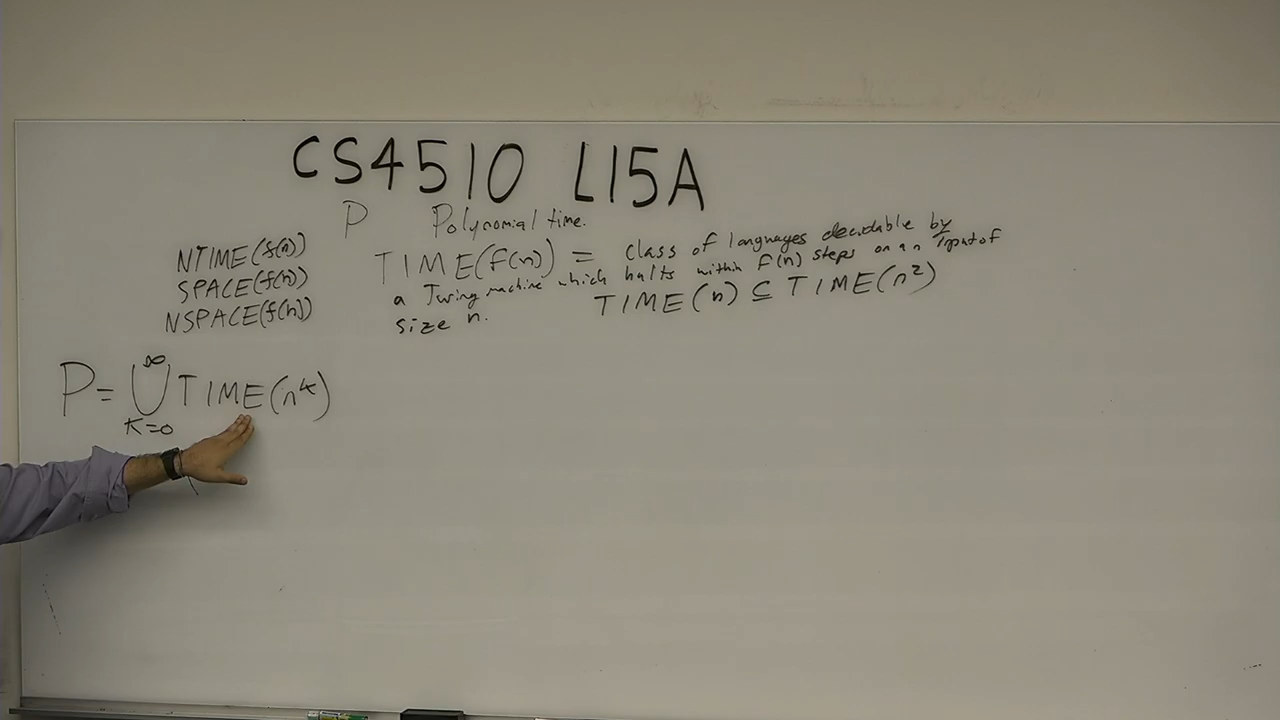 CS4510 L15A
P Polynomial time.
NTIME(f(n))
SPACE(f(n))
NSPACE(f(n))
TIME(f(n)) = class of languages decidable by
a Turing machine which halts within f(n) steps on an input of
size n.
TIME(n) ⊆ TIME(n²)
∞
P = ⋃ TIME(n^k)
K=0